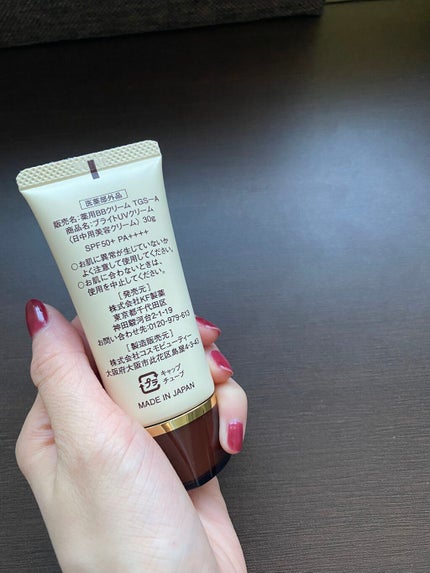 医薬部外品
販売名:薬用BBクリーム TGS-A
商品名:ブライトUVクリーム
〈日中用美容クリーム〉 30g
SPF50+ PA++++
○お肌に異常が生じていないか
よく注意して使用してください。
○お肌に合わないときは、
使用を中止してください。
[発売元]
株式会社KF製薬
東京都千代田区
神田駿河台2-1-19
お問い合わせ先:0120-979-613
[製造販売元]
株式会社コスモビューティー
大阪府大阪市此花区島屋4-3-47
プラ
キャップ
チューブ
MADE IN JAPAN